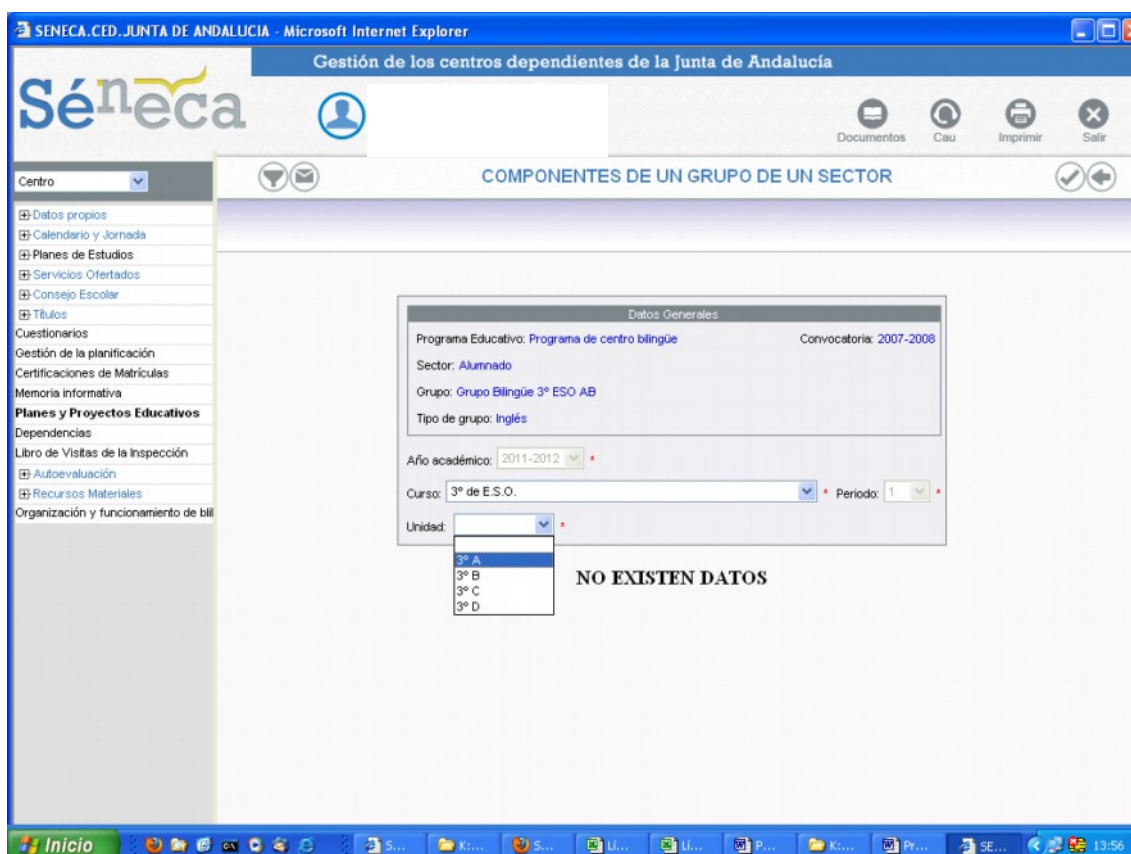 SENECA.CED.JUNTA DE ANDALUCIA - Microsoft Internet Explorer
Gestión de los centros dependientes de la Junta de Andalucía
Séneca
Documentos Cau Imprimir Salir
Centro
COMPONENTES DE UN GRUPO DE UN SECTOR
Datos propios
Calendario y Jornada
Planes de Estudios
Servicios Ofertados
Consejo Escolar
Títulos
Cuestionarios
Gestión de la planificación
Certificaciones de Matrículas
Memoria informativa
Planes y Proyectos Educativos
Dependencias
Libro de Visitas de la Inspección
Autoevaluación
Recursos Materiales
Organización y funcionamiento de bli
Datos Generales
Programa Educativo: Programa de centro bilingüe Convocatoria: 2007-2008
Sector: Alumnado
Grupo: Grupo Bilingüe 3º ESO AB
Tipo de grupo: Inglés
Año académico: 2011-2012 *
Curso: 3º de E.S.O. * Periodo: 1 *
Unidad: *
3º A
3º B
3º C
3º D
NO EXISTEN DATOS
Inicio S... K:... S... Lí... Lí... P... K:... Pr... SE... 13:56